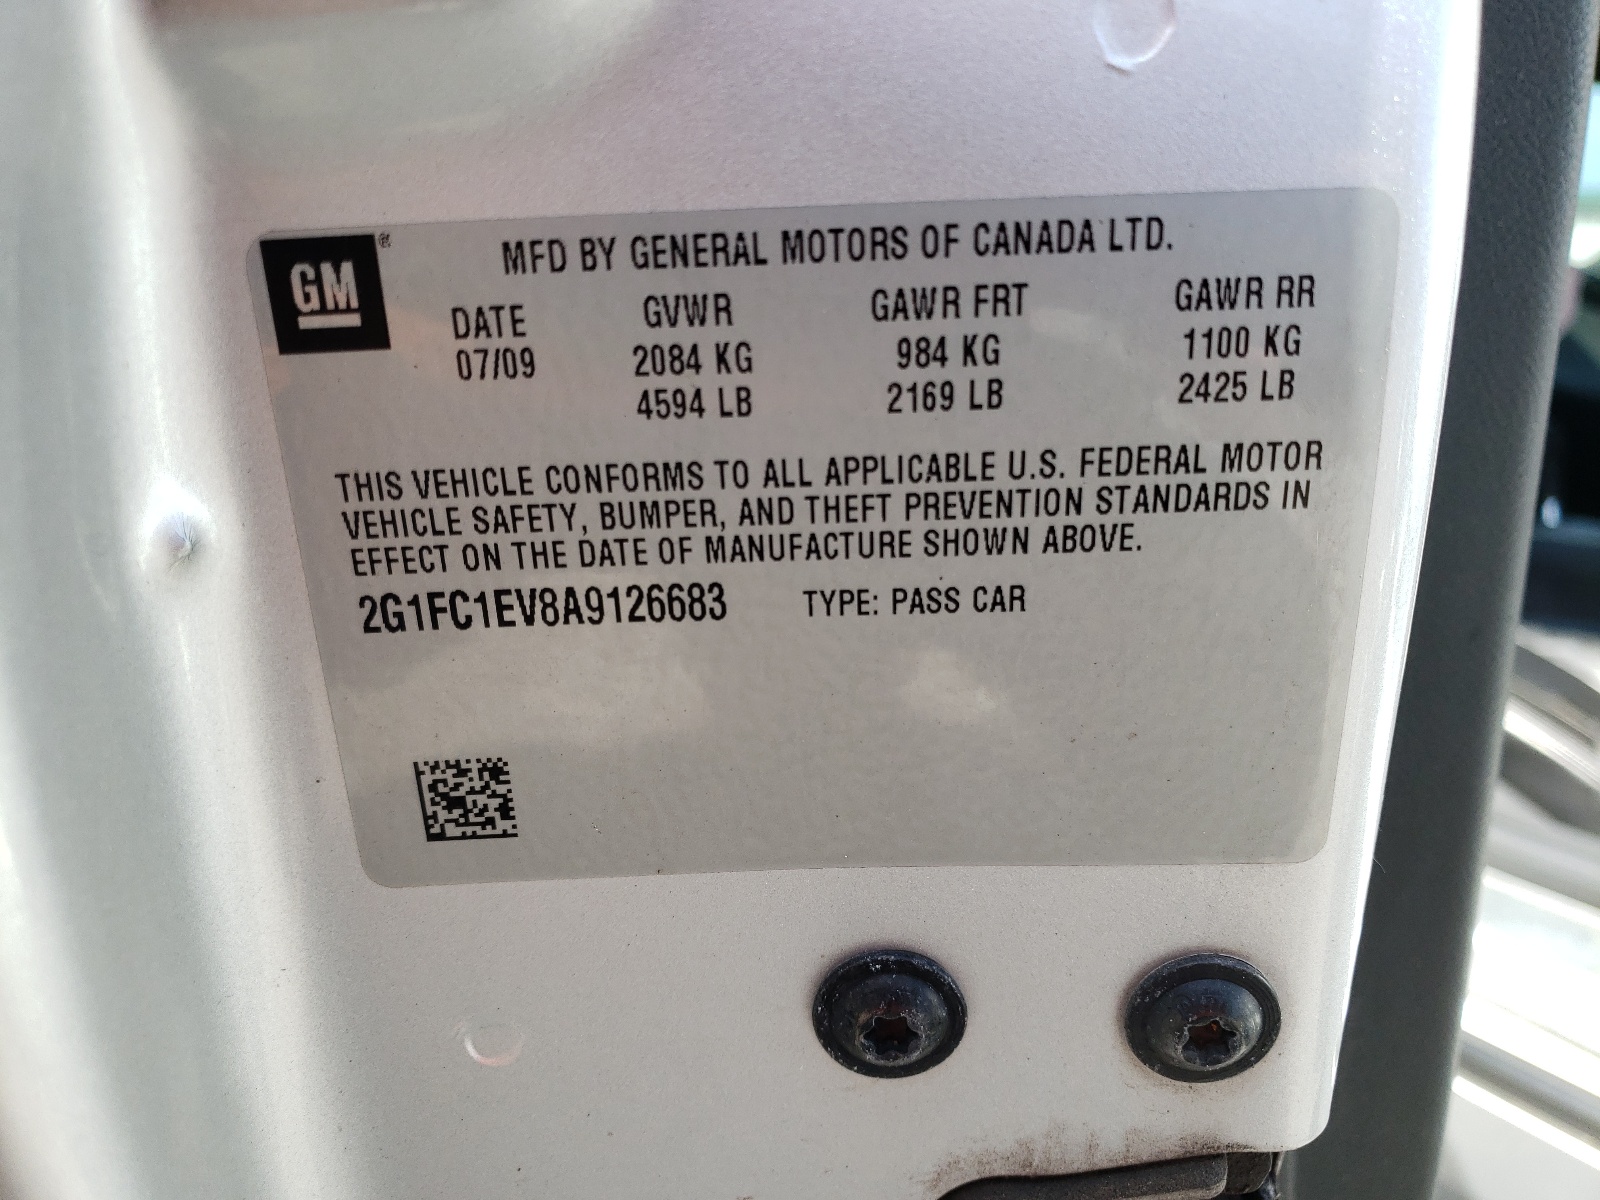 GM®
MFD BY GENERAL MOTORS OF CANADA LTD.
DATE GVWR GAWR FRT GAWR RR
07/09 2084 KG 984 KG 1100 KG
4594 LB 2169 LB 2425 LB
THIS VEHICLE CONFORMS TO ALL APPLICABLE U.S. FEDERAL MOTOR
VEHICLE SAFETY, BUMPER, AND THEFT PREVENTION STANDARDS IN
EFFECT ON THE DATE OF MANUFACTURE SHOWN ABOVE.
2G1FC1EV8A9126683 TYPE: PASS CAR